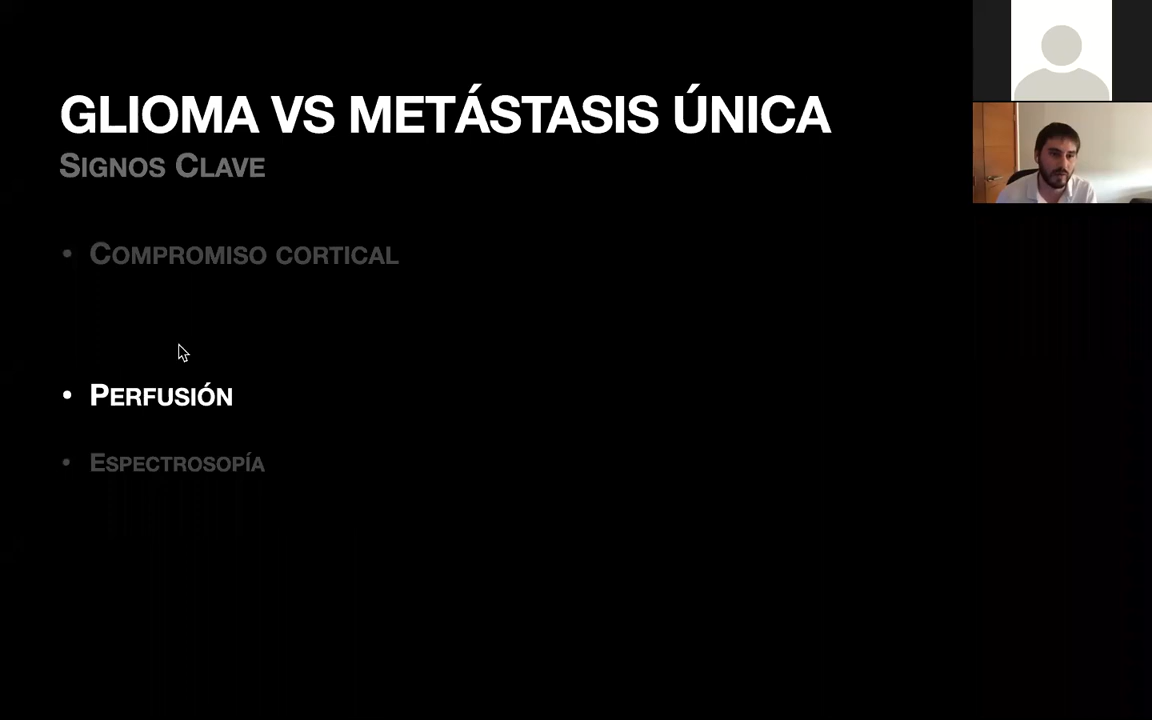 GLIOMA VS METÁSTASIS ÚNICA
SIGNOS CLAVE
• COMPROMISO CORTICAL
• PERFUSIÓN
• ESPECTROSOPÍA